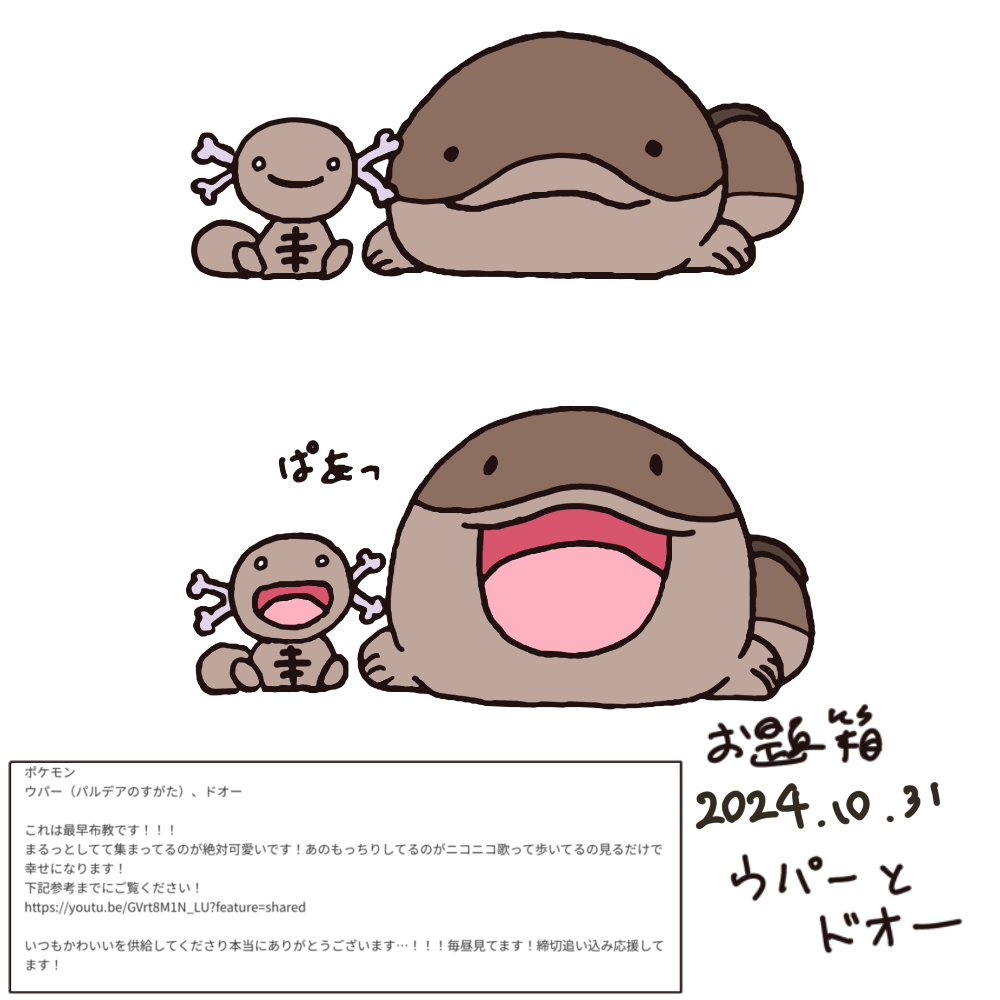 ぱあっ
お題箱
2024.10.31
ウパーと
ドオー
ポケモン
ウパー（パルデアのすがた）、ドオー
これは最早布教です！！！
まるっとしてて集まってるのが絶対可愛いです！あのもっちりしてるのがニコニコ歌って歩いてるの見るだけで
幸せになります！
下記参考までにご覧ください！
https://youtu.be/GVrt8M1N_LU?feature=shared
いつもかわいいを供給してくださり本当にありがとうございます…！！！毎昼見てます！締切追い込み応援して
ます！